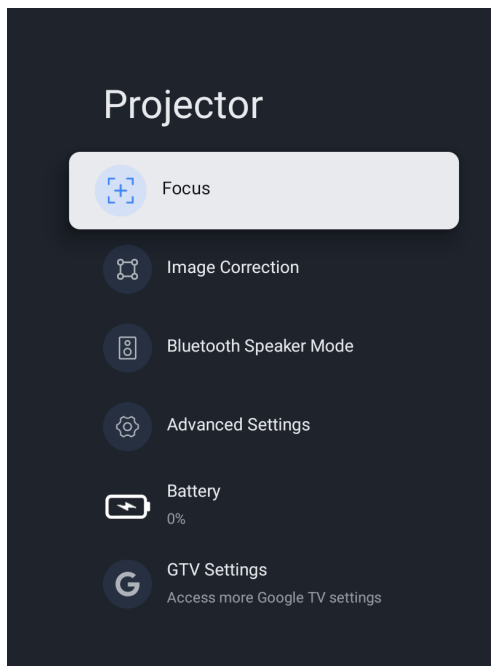 Projector
Focus
Image Correction
Bluetooth Speaker Mode
Advanced Settings
Battery
0%
GTV Settings
Access more Google TV settings